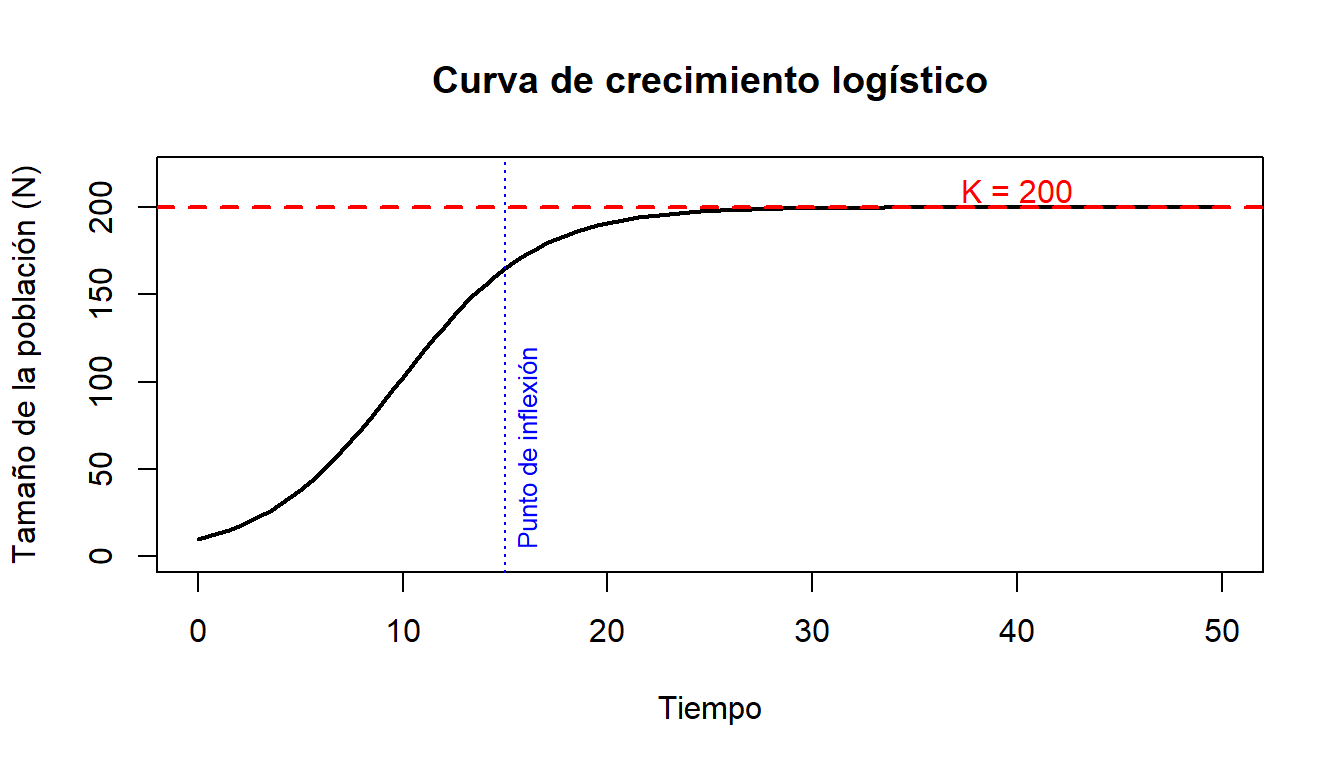 Curva de crecimiento logístico
Tamaño de la población (N)
200
150
100
50
0
K = 200
Punto de inflexión
0 10 20 30 40 50
Tiempo